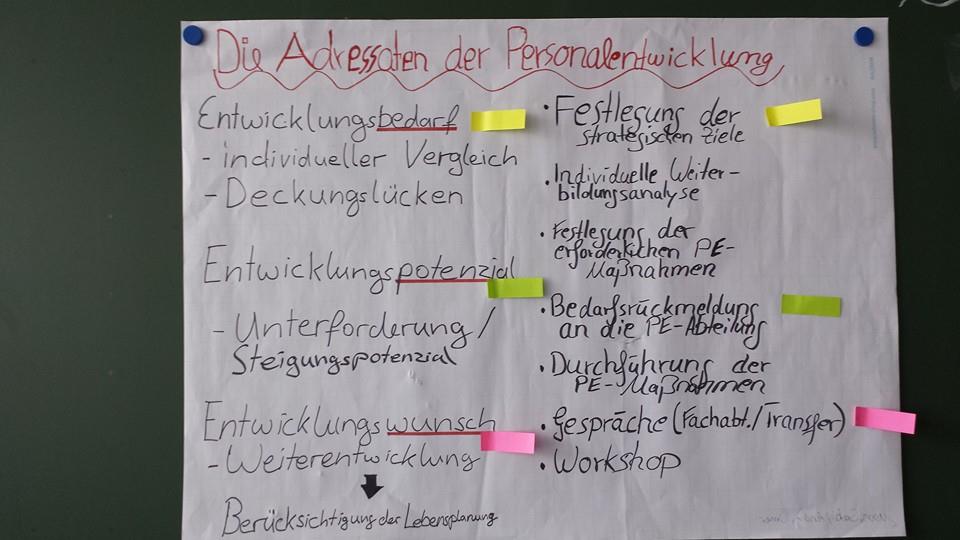 Die Adressaten der Personalentwicklung
Entwicklungsbedarf
- individueller Vergleich
- Deckungslücken
Entwicklungspotenzial
- Unterforderung/
Steigungspotenzial
Entwicklungswunsch
- Weiterentwicklung
Berücksichtigung der Lebensplanung
• Festlegung der
strategischen Ziele
• Individuelle Weiter-
bildungsanalyse
• Festlegung der
erforderlichen PE-
Maßnahmen
• Bedarfsrückmeldung
an die PE-Abteilung
• Durchführung der
PE-Maßnahmen
• Gespräche (Fachabt./Transfer)
• Workshop